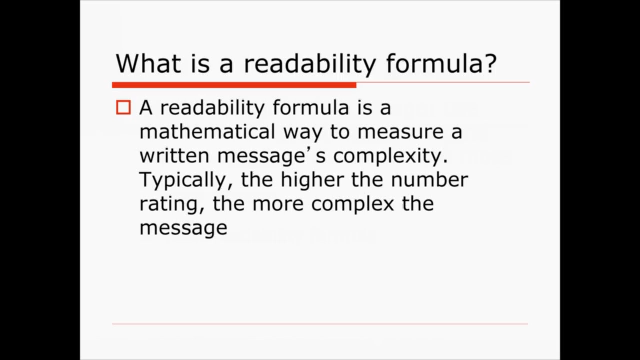 What is a readability formula?
A readability formula is a
mathematical way to measure a
written message's complexity.
Typically, the higher the number
rating, the more complex the
message